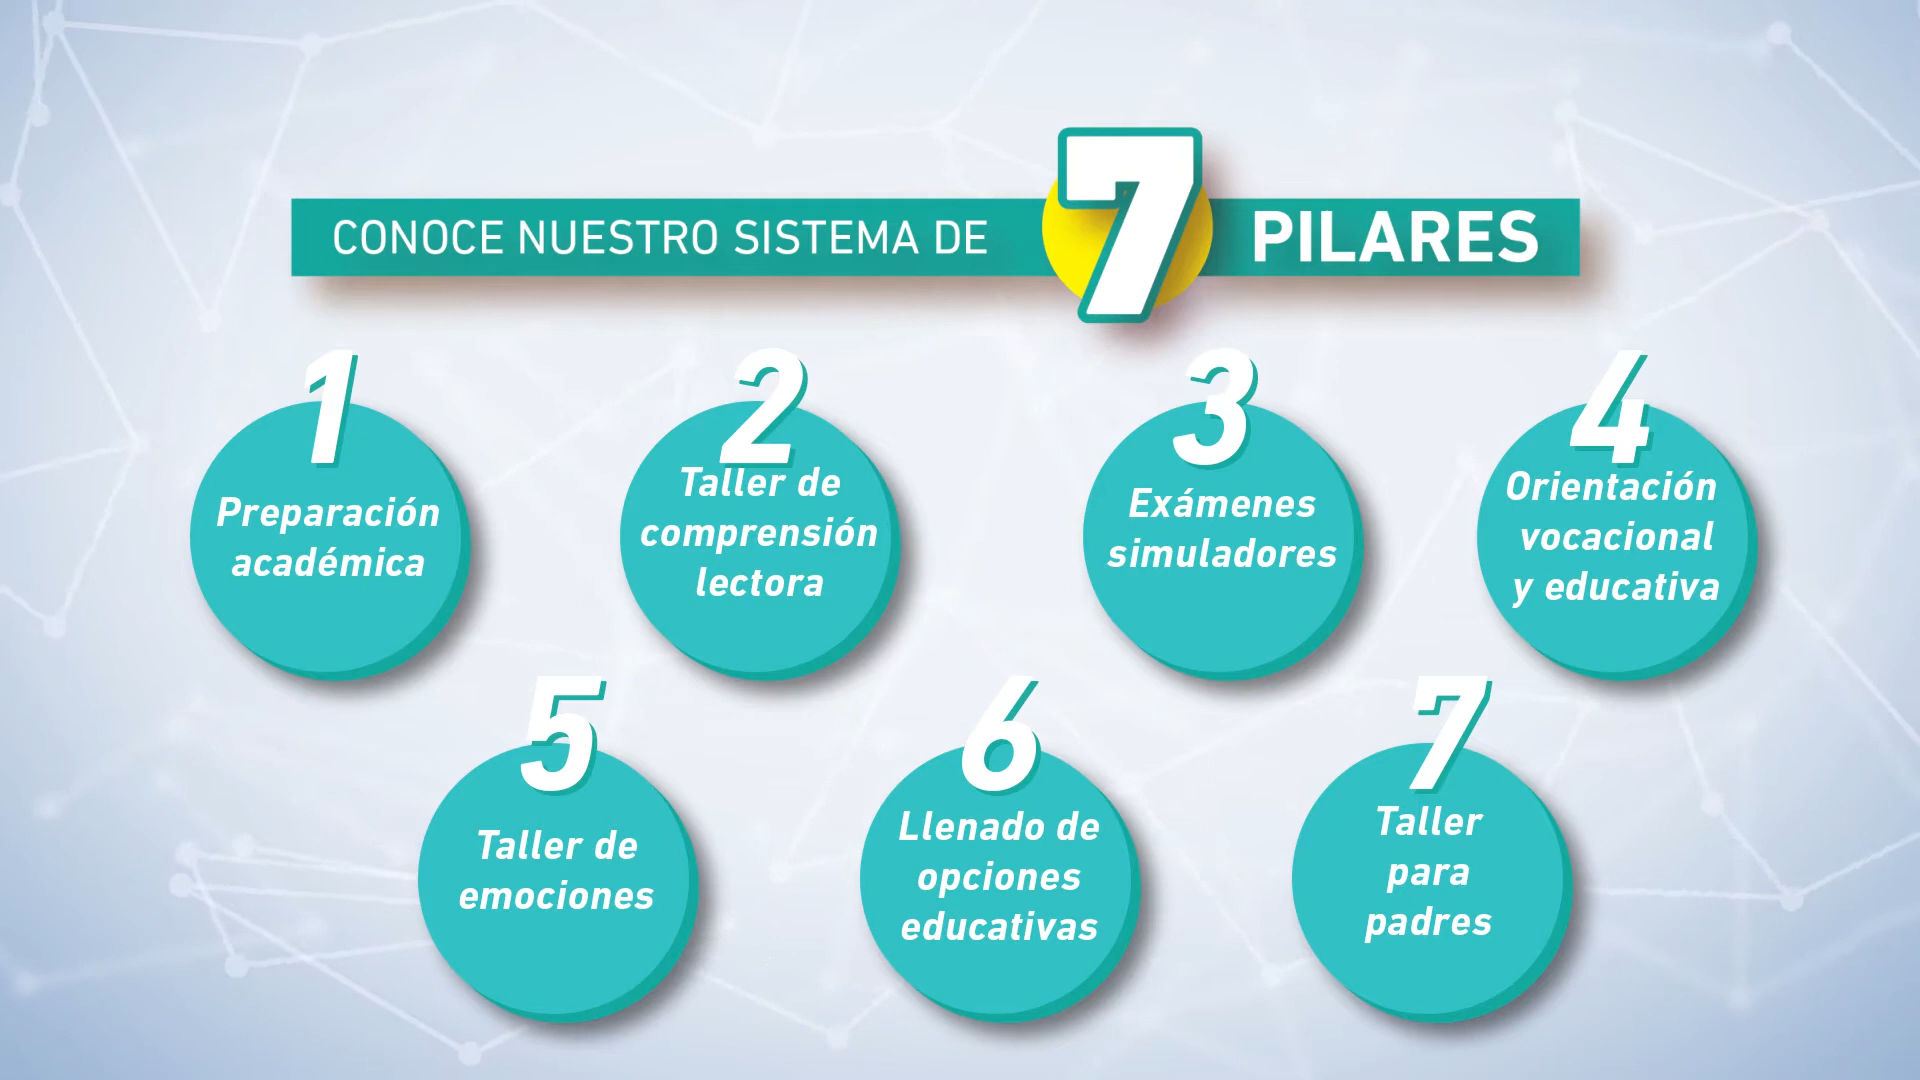 CONOCE NUESTRO SISTEMA DE 7 PILARES
1
Preparación
académica
2
Taller de
comprensión
lectora
3
Exámenes
simuladores
4
Orientación
vocacional
y educativa
5
Taller de
emociones
6
Llenado de
opciones
educativas
7
Taller
para
padres